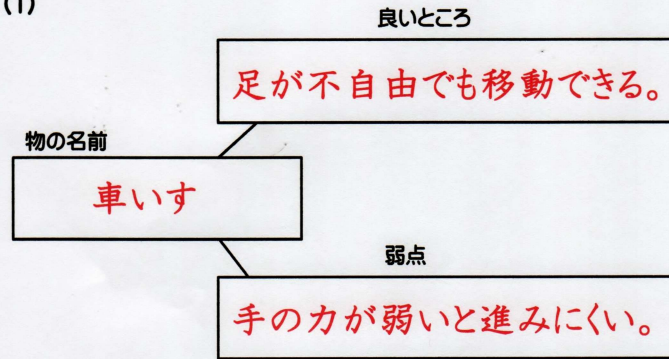 (1)
良いところ
足が不自由でも移動できる。
物の名前
車いす
弱点
手の力が弱いと進みにくい。